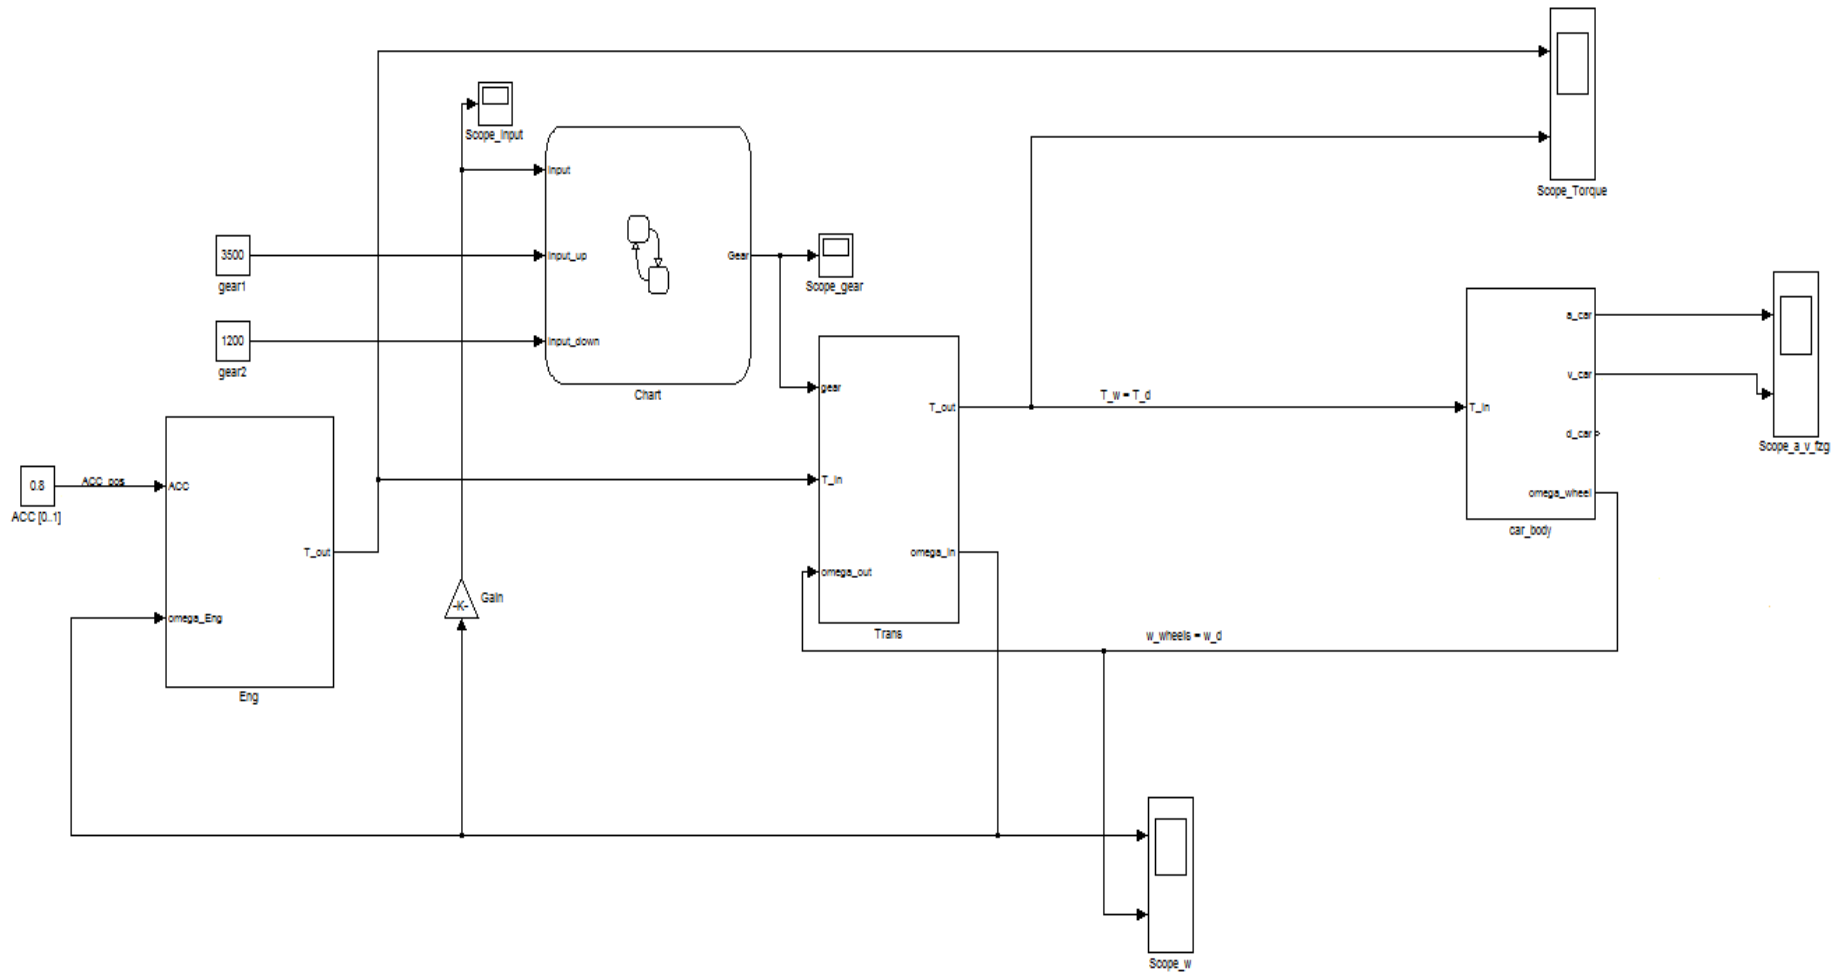 Scope_Input
Input
Scope_Torque
3500
gear1
Input_up
Gear
Scope_gear
1200
gear2
Input_down
Chart
a_car
v_car
gear
T_out
T_w = T_d
T_in
d_car
Scope_a_v_fzg
0.8
ACC_pos
ACC
ACC [0..1]
T_in
omega_wheel
car_body
T_out
omega_in
omega_out
-K-
Gain
omega_Eng
Trans
w_wheels = w_d
Eng
Scope_w